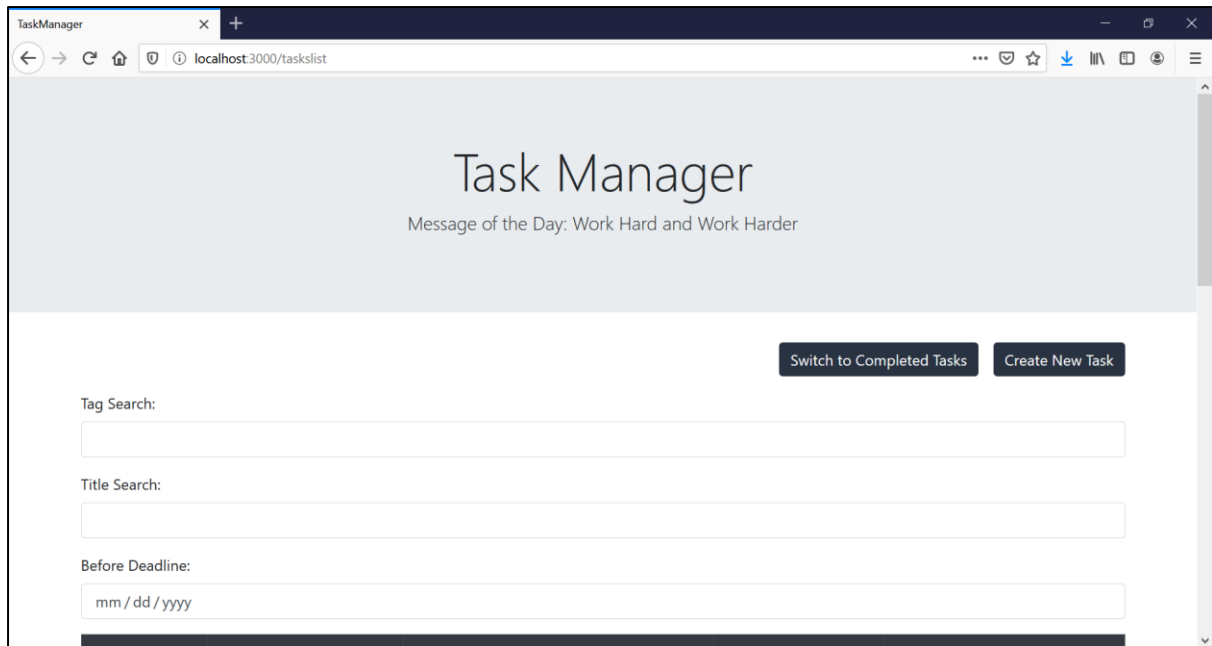 TaskManager
localhost:3000/taskslist
Task Manager
Message of the Day: Work Hard and Work Harder
Switch to Completed Tasks
Create New Task
Tag Search:
Title Search:
Before Deadline:
mm / dd / yyyy